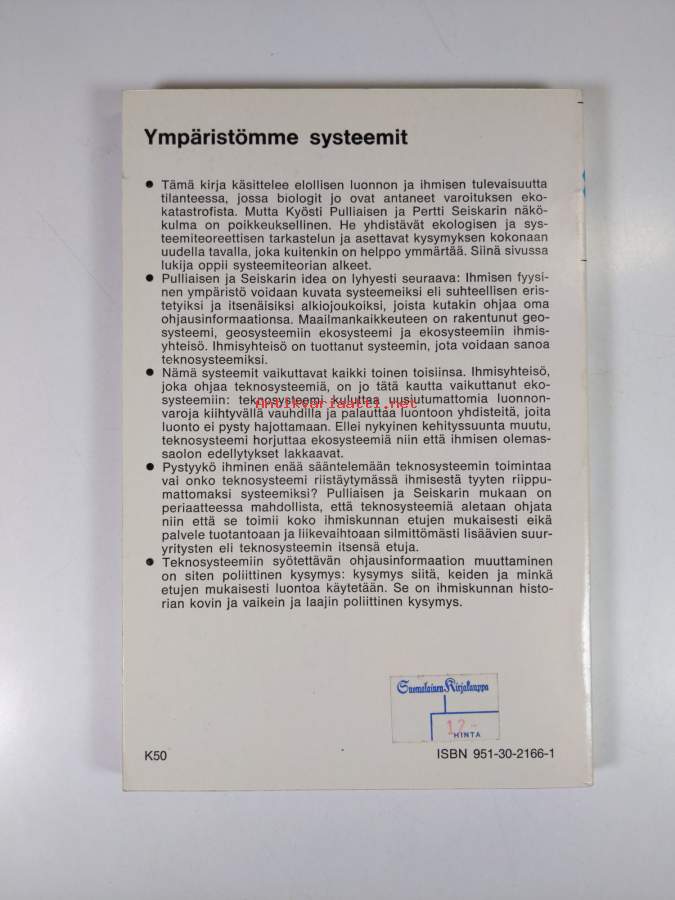 Ympäristömme systeemit
● Tämä kirja käsittelee elollisen luonnon ja ihmisen tulevaisuutta
tilanteessa, jossa biologit jo ovat antaneet varoituksen eko-
katastrofista. Mutta Kyösti Pulliaisen ja Pertti Seiskarin näkö-
kulma on poikkeuksellinen. He yhdistävät ekologisen ja sys-
teemiteoreettisen tarkastelun ja asettavat kysymyksen kokonaan
uudella tavalla, joka kuitenkin on helppo ymmärtää. Siinä sivussa
lukija oppii systeemiteorian alkeet.
● Pulliaisen ja Seiskarin idea on lyhyesti seuraava: Ihmisen fyysi-
nen ympäristö voidaan kuvata systeemeiksi eli suhteellisen eris-
tetyiksi ja itsenäisiksi alkiojoukoiksi, joista kutakin ohjaa oma
ohjausinformaationsa. Maailmankaikkeuteen on rakentunut geo-
systeemi, geosysteemiin ekosysteemi ja ekosysteemiin ihmis-
yhteisö. Ihmisyhteisö on tuottanut systeemin, jota voidaan sanoa
teknosysteemiksi.
● Nämä systeemit vaikuttavat kaikki toinen toisiinsa. Ihmisyhteisö,
joka ohjaa teknosysteemiä, on jo tätä kautta vaikuttanut eko-
systeemiin: teknosysteemi kuluttaa uusiutumattomia luonnon-
Antikvariaatti.net
varoja kiihtyvällä vauhdilla ja palauttaa luontoon yhdisteitä, joita
luonto ei pysty hajottamaan. Ellei nykyinen kehityssuunta muutu,
teknosysteemi horjuttaa ekosysteemiä niin että ihmisen olemas-
saolon edellytykset lakkaavat.
● Pystyykö ihminen enää sääntelemään teknosysteemin toimintaa
vai onko teknosysteemi riistäytymässä ihmisestä tyyten riippu-
mattomaksi systeemiksi? Pulliaisen ja Seiskarin mukaan on
periaatteessa mahdollista, että teknosysteemiä aletaan ohjata
niin että se toimii koko ihmiskunnan etujen mukaisesti eikä
palvele tuotantoaan ja liikevaihtoaan silmittömästi lisäävien suur-
yritysten eli teknosysteemin itsensä etuja.
● Teknosysteemiin syötettävän ohjausinformaation muuttaminen
on siten poliittinen kysymys: kysymys siitä, keiden ja minkä
etujen mukaisesti luontoa käytetään. Se on ihmiskunnan histo-
rian kovin ja vaikein ja laajin poliittinen kysymys.
Suomalainen Kirjakauppa
12-
HINTA
K50
ISBN 951-30-2166-1